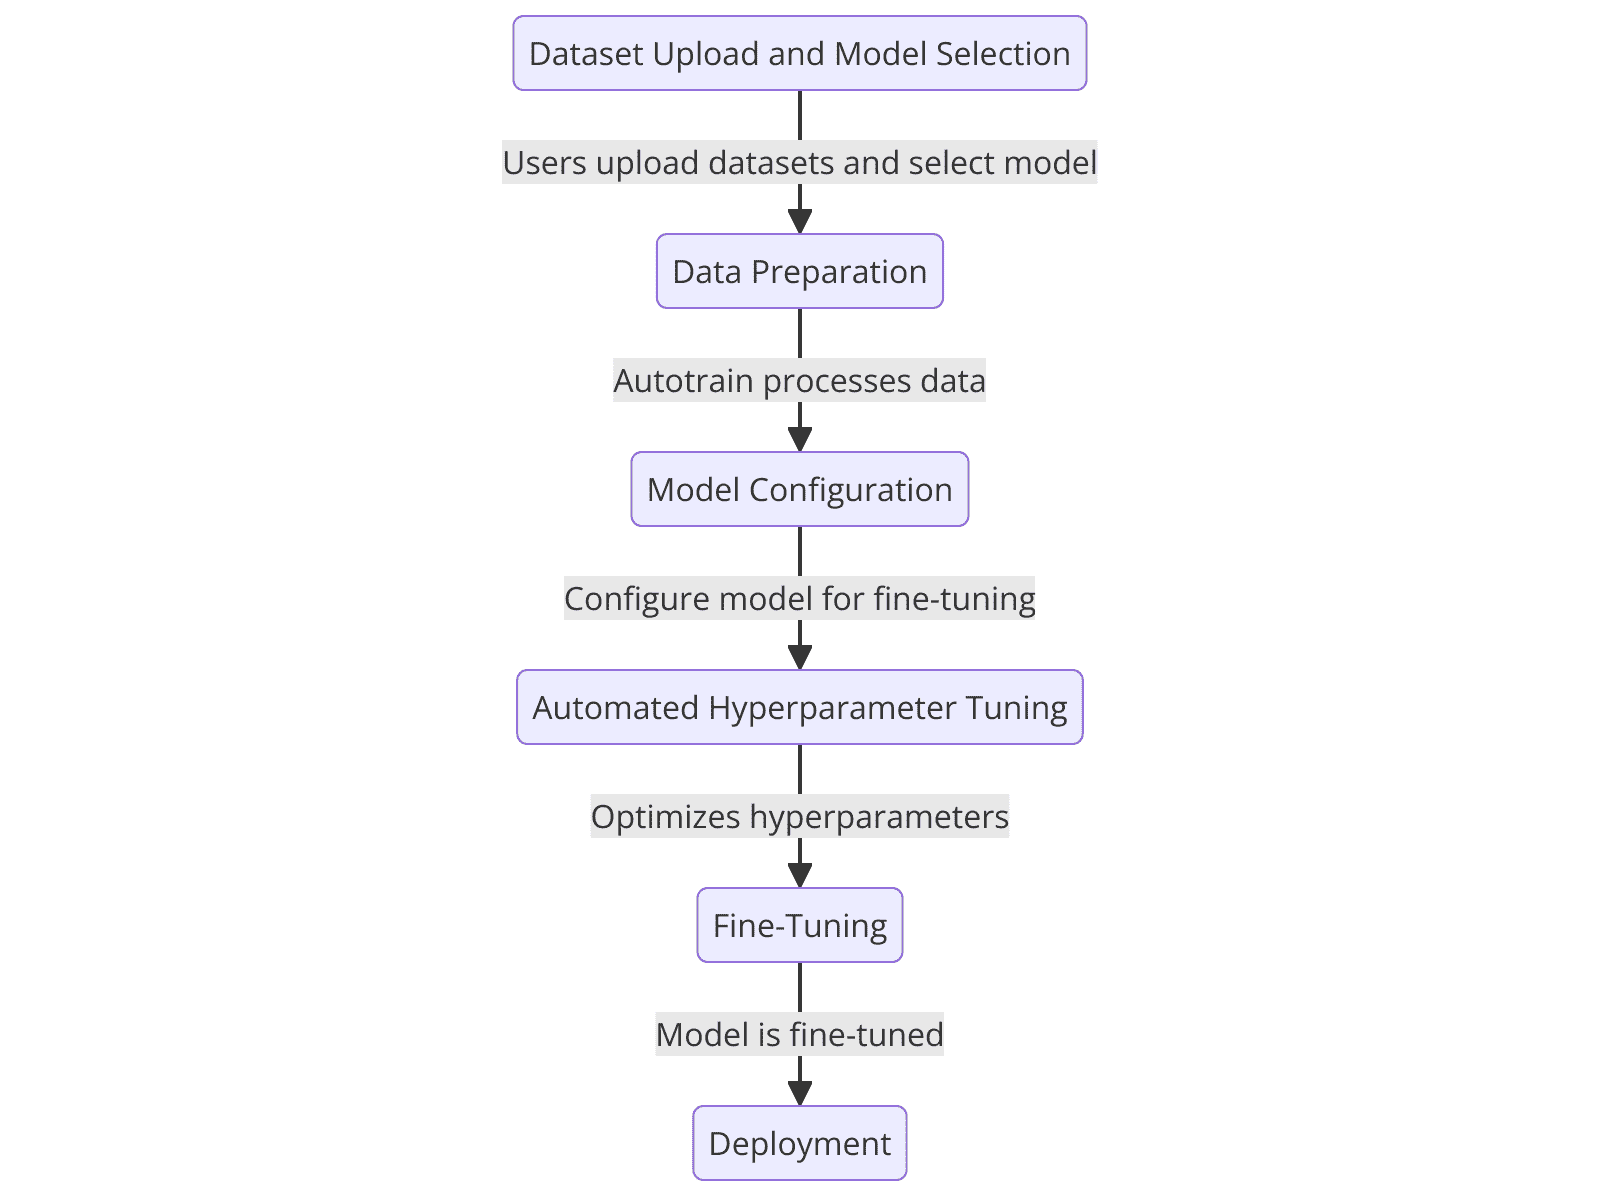 Dataset Upload and Model Selection
Users upload datasets and select model
Data Preparation
Autotrain processes data
Model Configuration
Configure model for fine-tuning
Automated Hyperparameter Tuning
Optimizes hyperparameters
Fine-Tuning
Model is fine-tuned
Deployment